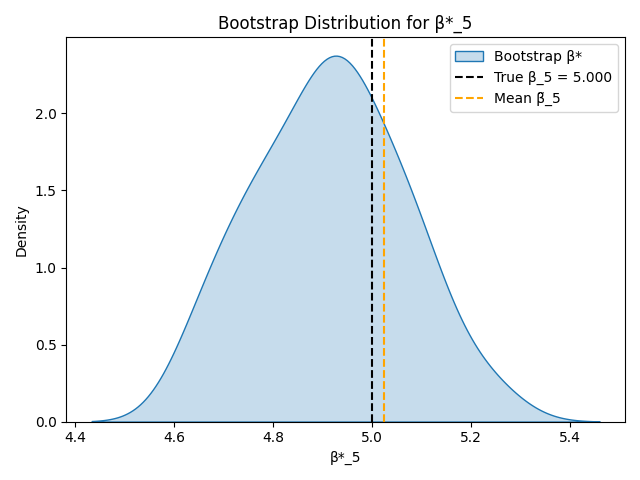 Bootstrap Distribution for β*_5
Bootstrap β*
True β_5 = 5.000
Mean β̂_5
Density
2.0
1.5
1.0
0.5
0.0
4.4 4.6 4.8 5.0 5.2 5.4
β*_5